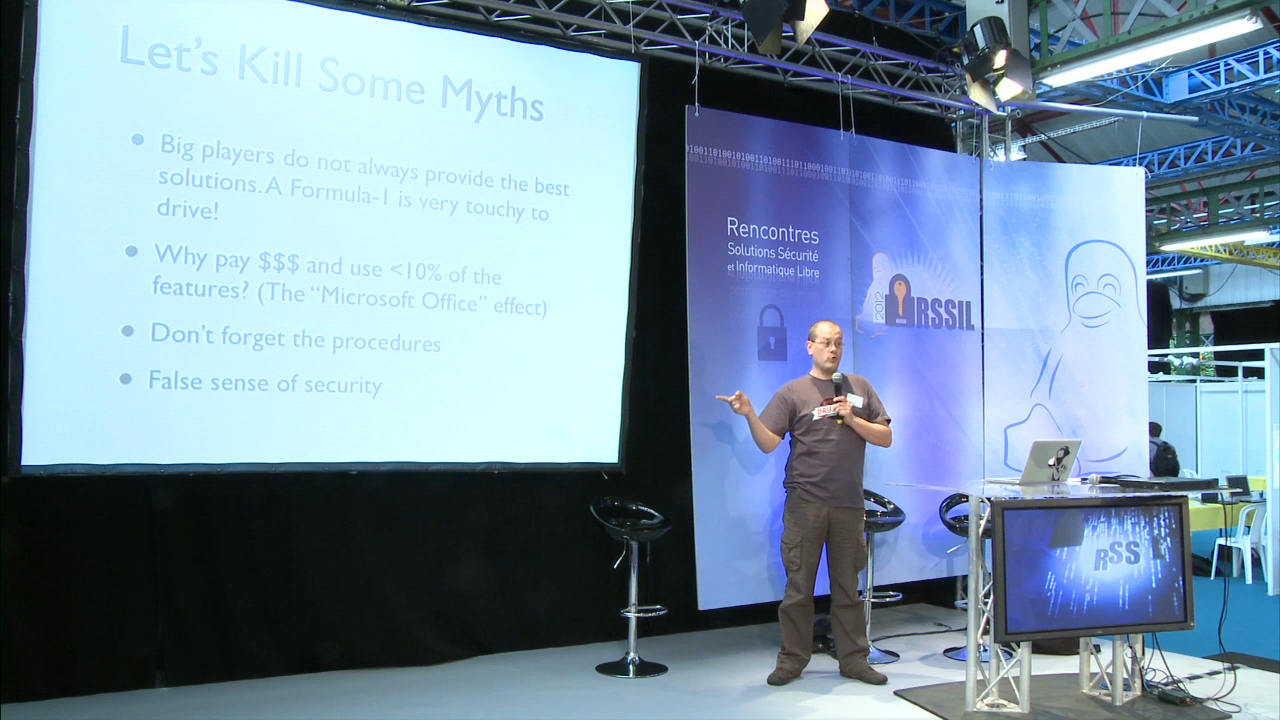 Let's Kill Some Myths
Big players do not always provide the best
solutions. A Formula-1 is very touchy to
drive!
Why pay $$$ and use <10% of the
features? (The "Microsoft Office" effect)
Don't forget the procedures
False sense of security
Rencontres
Solutions Sécurité
et Informatique Libre
2012
RSSIL
RSS